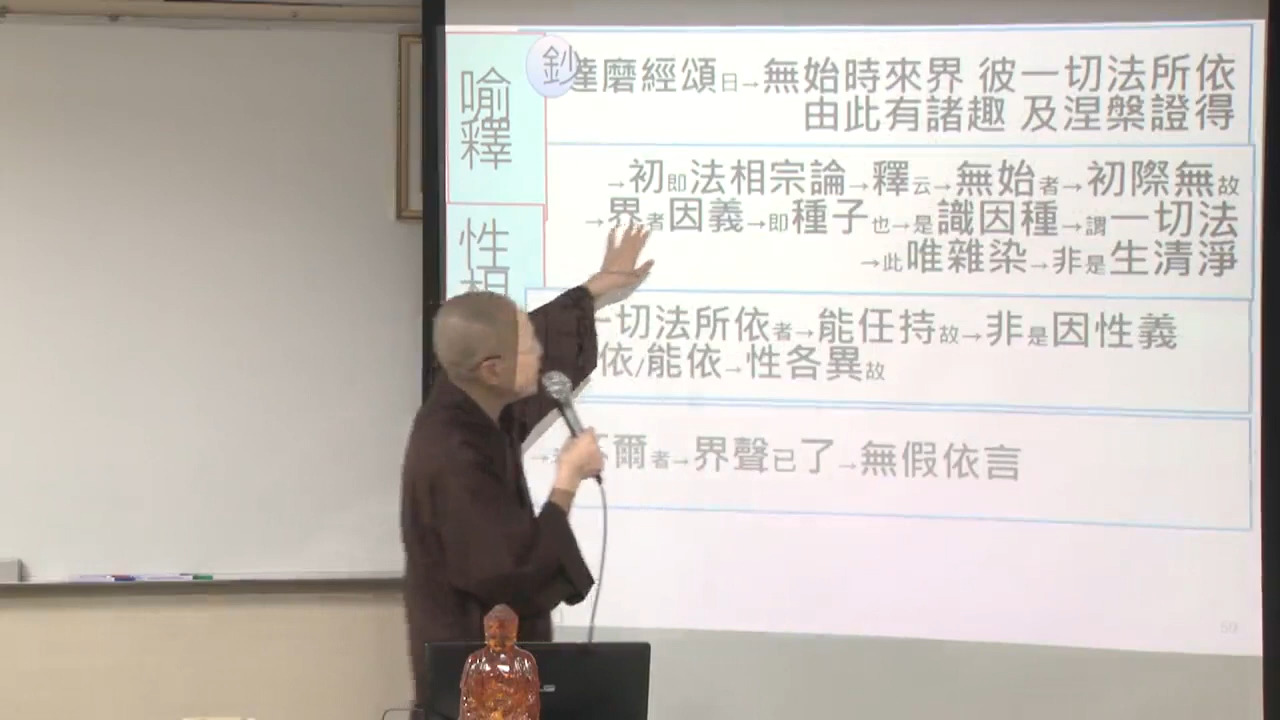 喻釋
性相
鈔
達磨經頌日→無始時來界 彼一切法所依
由此有諸趣 及涅槃證得
→初即法相宗論→釋云→無始者→初際無故
→界者因義→即種子也→是識因種→謂一切法
→此唯雜染→非是生清淨
一切法所依者→能任持故→非是因性義
依/能依→性各異故
爾者→界聲已了→無假依言
59